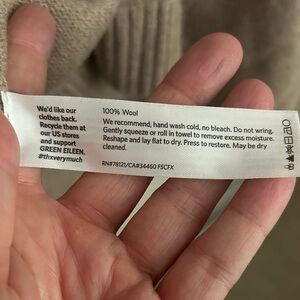 We'd like our
clothes back.
Recycle them at
our US stores
and support
GREEN EILEEN.
#thxverymuch
100% Wool
We recommend, hand wash cold, no bleach. Do not wring.
Gently squeeze or roll in towel to remove excess moisture.
Reshape and lay flat to dry. Press to restore. May be dry
cleaned.
RN#78121/CA#34460 F5CFX